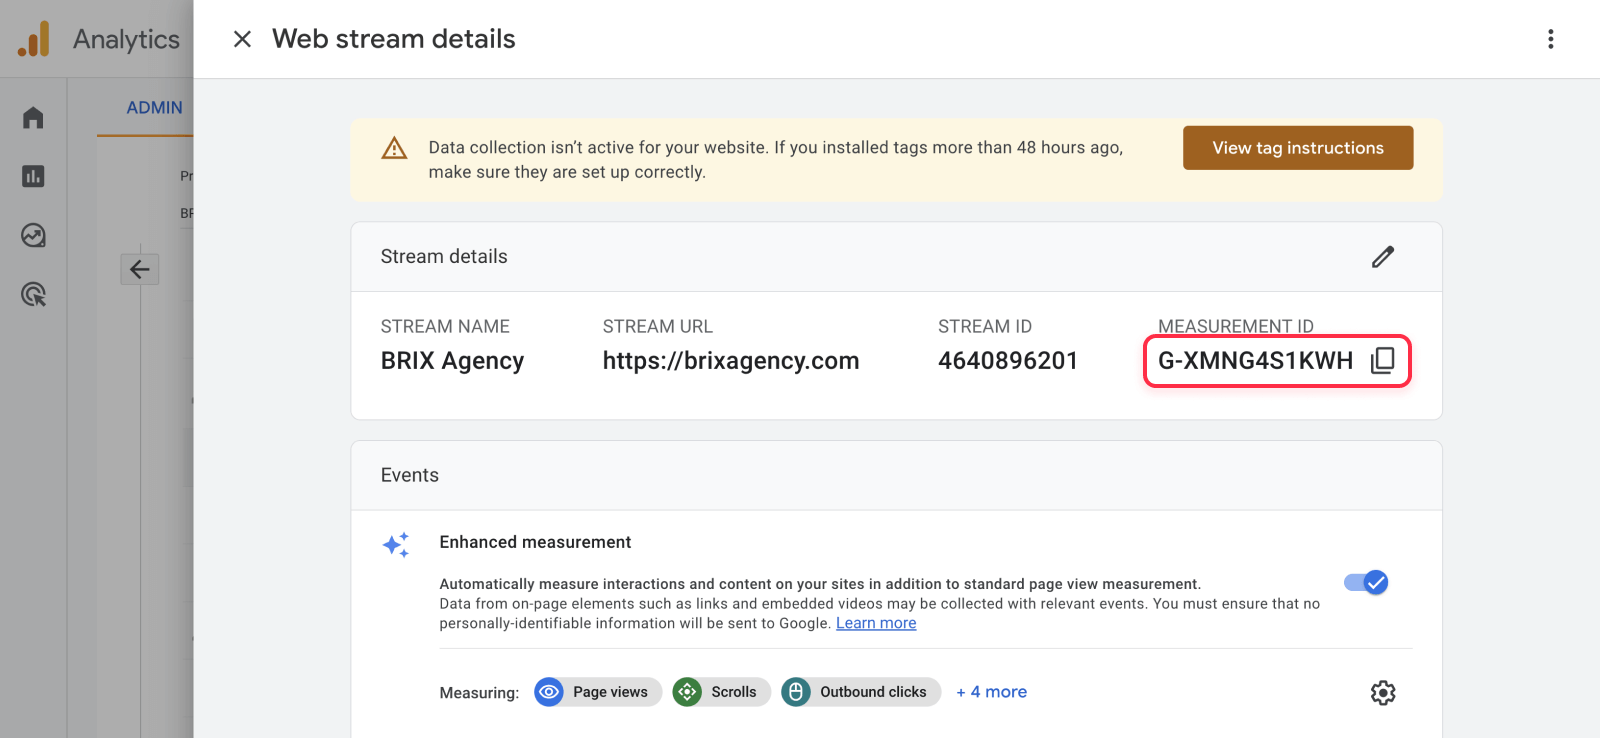 Analytics
Web stream details
ADMIN
Data collection isn’t active for your website. If you installed tags more than 48 hours ago,
make sure they are set up correctly.
View tag instructions
Pr
Stream details
STREAM NAME
BRIX Agency
STREAM URL
https://brixagency.com
STREAM ID
4640896201
MEASUREMENT ID
G-XMNG4S1KWH
Events
Enhanced measurement
Automatically measure interactions and content on your sites in addition to standard page view measurement.
Data from on-page elements such as links and embedded videos may be collected with relevant events. You must ensure that no
personally-identifiable information will be sent to Google. Learn more
Measuring: Page views Scrolls Outbound clicks + 4 more